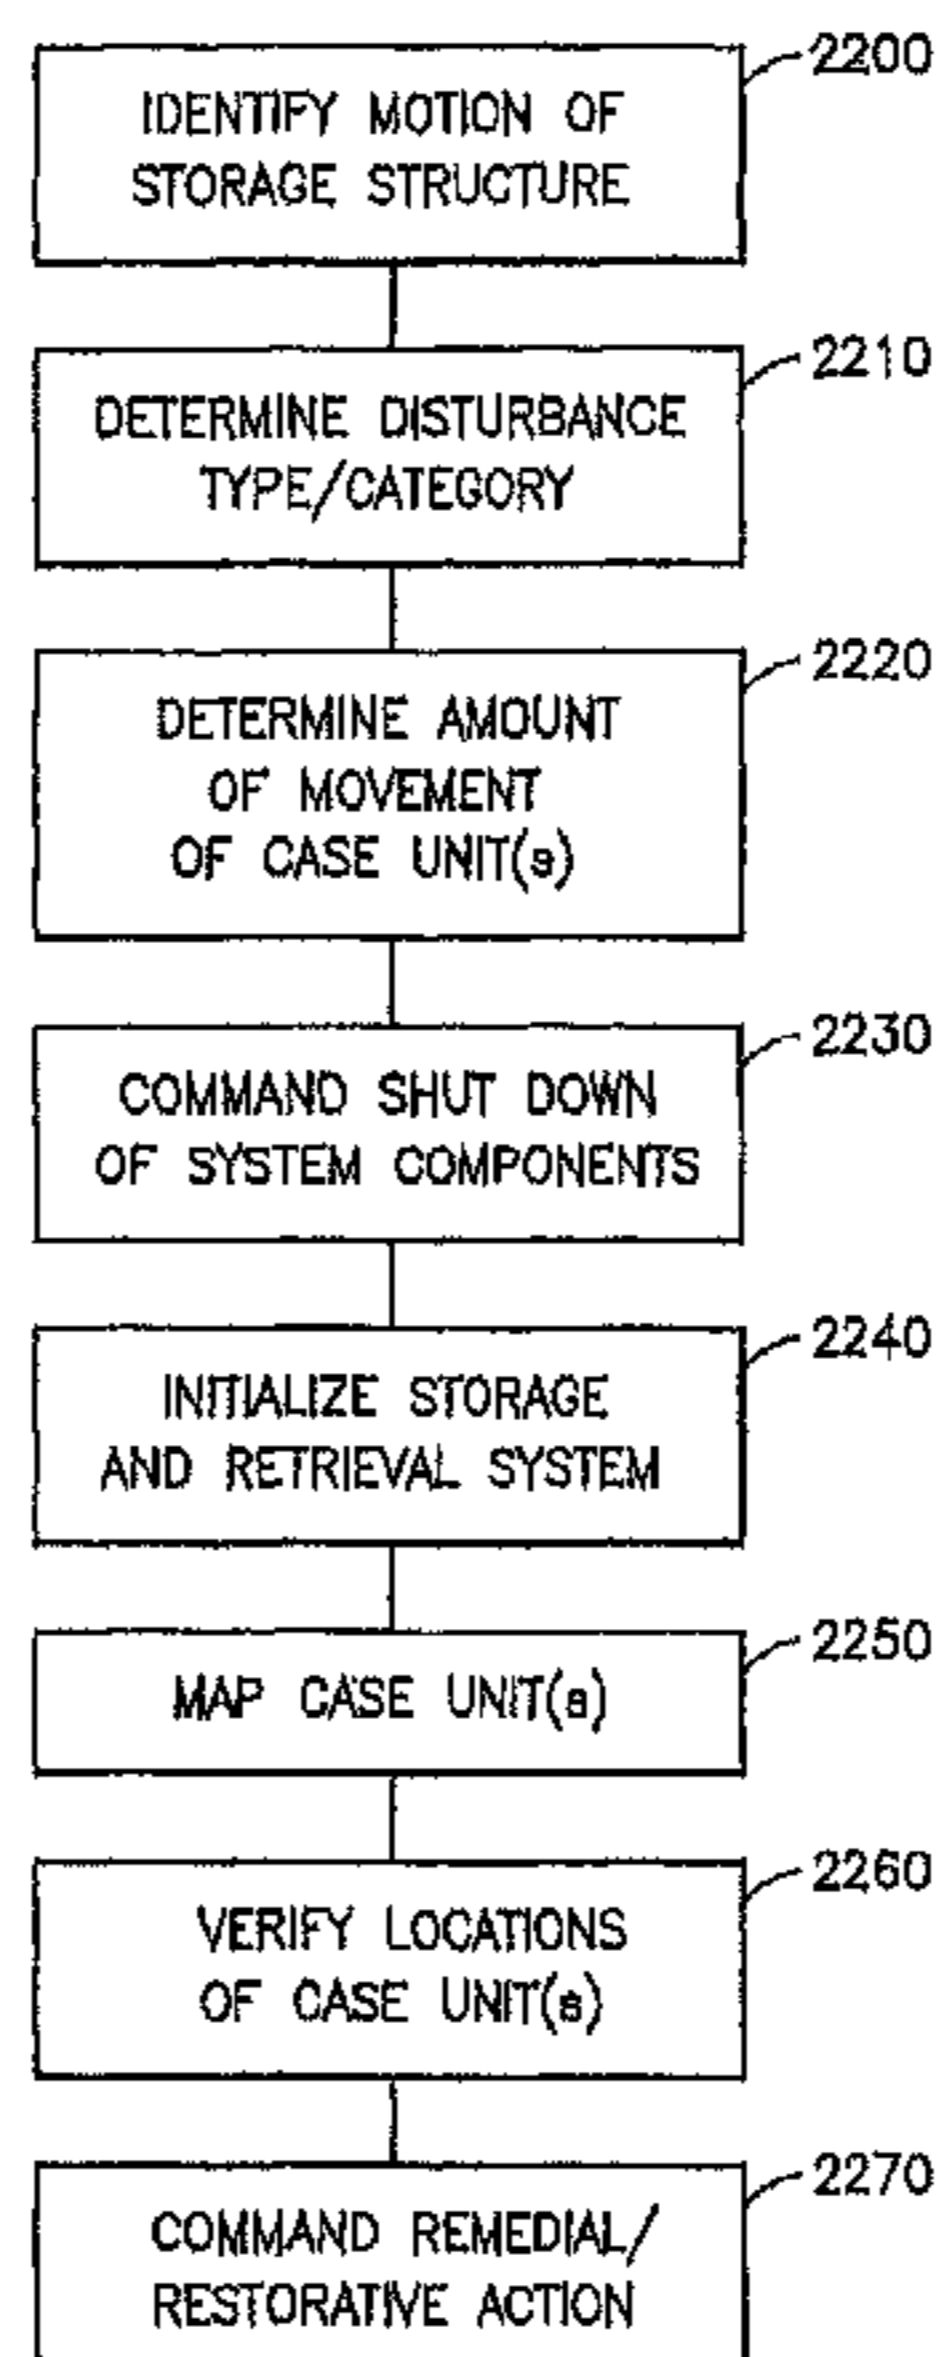 2200
IDENTIFY MOTION OF
STORAGE STRUCTURE
2210
DETERMINE DISTURBANCE
TYPE/CATEGORY
2220
DETERMINE AMOUNT
OF MOVEMENT
OF CASE UNIT(s)
2230
COMMAND SHUT DOWN
OF SYSTEM COMPONENTS
2240
INITIALIZE STORAGE
AND RETRIEVAL SYSTEM
2250
MAP CASE UNIT(s)
2260
VERIFY LOCATIONS
OF CASE UNIT(s)
2270
COMMAND REMEDIAL/
RESTORATIVE ACTION